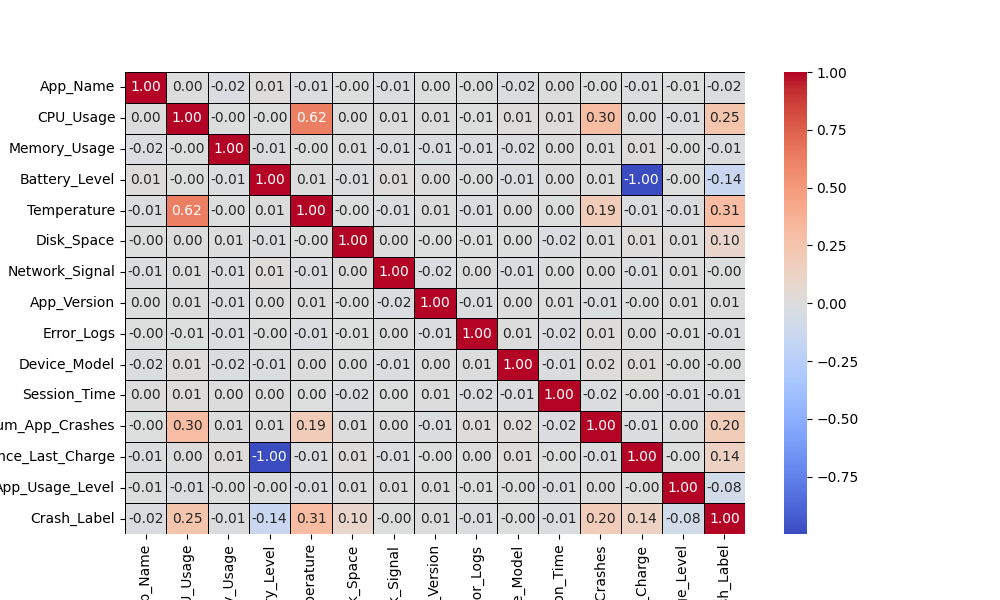 App_Name 1.00 0.00 -0.02 0.01 -0.01 -0.00 -0.01 0.00 -0.00 -0.02 0.00 -0.00 -0.01 -0.01 -0.02 1.00
CPU_Usage 0.00 1.00 -0.00 -0.00 0.62 0.00 0.01 0.01 -0.01 0.01 0.01 0.30 0.00 -0.01 0.25
0.75
Memory_Usage -0.02 -0.00 1.00 -0.01 -0.00 0.01 -0.01 -0.01 -0.01 -0.02 0.00 0.01 0.01 -0.00 -0.01
Battery_Level 0.01 -0.00 -0.01 1.00 0.01 -0.01 0.01 0.00 -0.00 -0.01 0.00 0.01 -1.00 -0.00 -0.14
0.50
Temperature -0.01 0.62 -0.00 0.01 1.00 -0.00 -0.01 0.01 -0.01 0.00 0.00 0.19 -0.01 -0.01 0.31
Disk_Space -0.00 0.00 0.01 -0.01 -0.00 1.00 0.00 -0.00 -0.01 0.00 -0.02 0.01 0.01 0.01 0.10
0.25
Network_Signal -0.01 0.01 -0.01 0.01 -0.01 0.00 1.00 -0.02 0.00 -0.01 0.00 0.00 -0.01 0.01 -0.00
App_Version 0.00 0.01 -0.01 0.00 0.01 -0.00 -0.02 1.00 -0.01 0.00 0.01 -0.01 -0.00 0.01 0.01
0.00
Error_Logs -0.00 -0.01 -0.01 -0.00 -0.01 -0.01 0.00 -0.01 1.00 0.01 -0.02 0.01 0.00 -0.01 -0.01
Device_Model -0.02 0.01 -0.02 -0.01 0.00 0.00 -0.01 0.00 0.01 1.00 -0.01 0.02 0.01 -0.00 -0.00
−0.25
Session_Time 0.00 0.01 0.00 0.00 0.00 -0.02 0.00 0.01 -0.02 -0.01 1.00 -0.02 -0.00 -0.01 -0.01
um_App_Crashes -0.00 0.30 0.01 0.01 0.19 0.01 0.00 -0.01 0.01 0.02 -0.02 1.00 -0.01 0.00 0.20
−0.50
nce_Last_Charge -0.01 0.00 0.01 -1.00 -0.01 0.01 -0.01 -0.00 0.00 0.01 -0.00 -0.01 1.00 -0.00 0.14
App_Usage_Level -0.01 -0.01 -0.00 -0.00 -0.01 0.01 0.01 0.01 -0.01 -0.00 -0.01 0.00 -0.00 1.00 -0.08
−0.75
Crash_Label -0.02 0.25 -0.01 -0.14 0.31 0.10 -0.00 0.01 -0.01 -0.00 -0.01 0.20 0.14 -0.08 1.00
_Name
_Usage
_Usage
_Level
perature
_Space
_Signal
_Version
or_Logs
_Model
on_Time
Crashes
_Charge
ge_Level
sh_Label